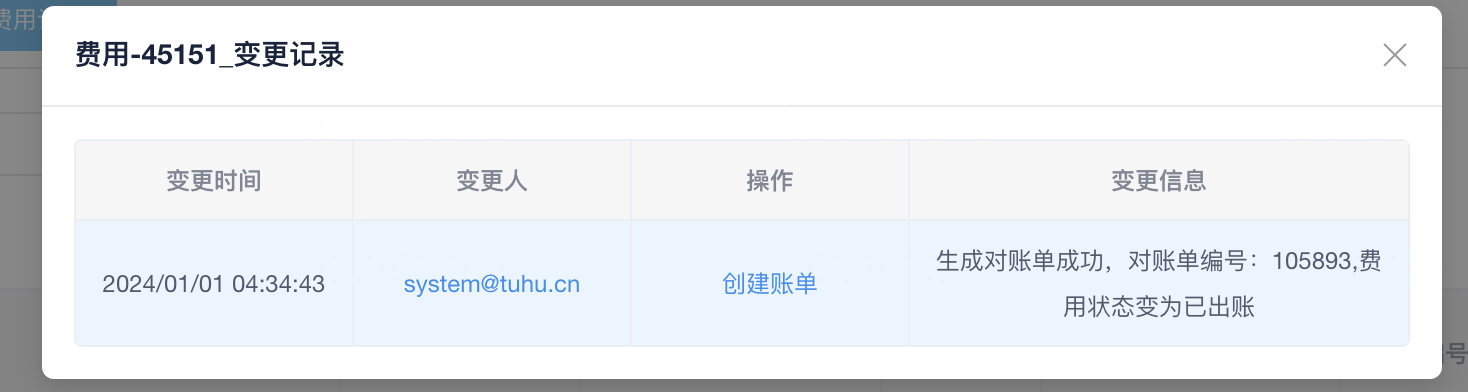 费用
费用-45151_变更记录
变更时间 变更人 操作 变更信息
2024/01/01 04:34:43 system@tuhu.cn 创建账单 生成对账单成功，对账单编号：105893,费
用状态变为已出账
号